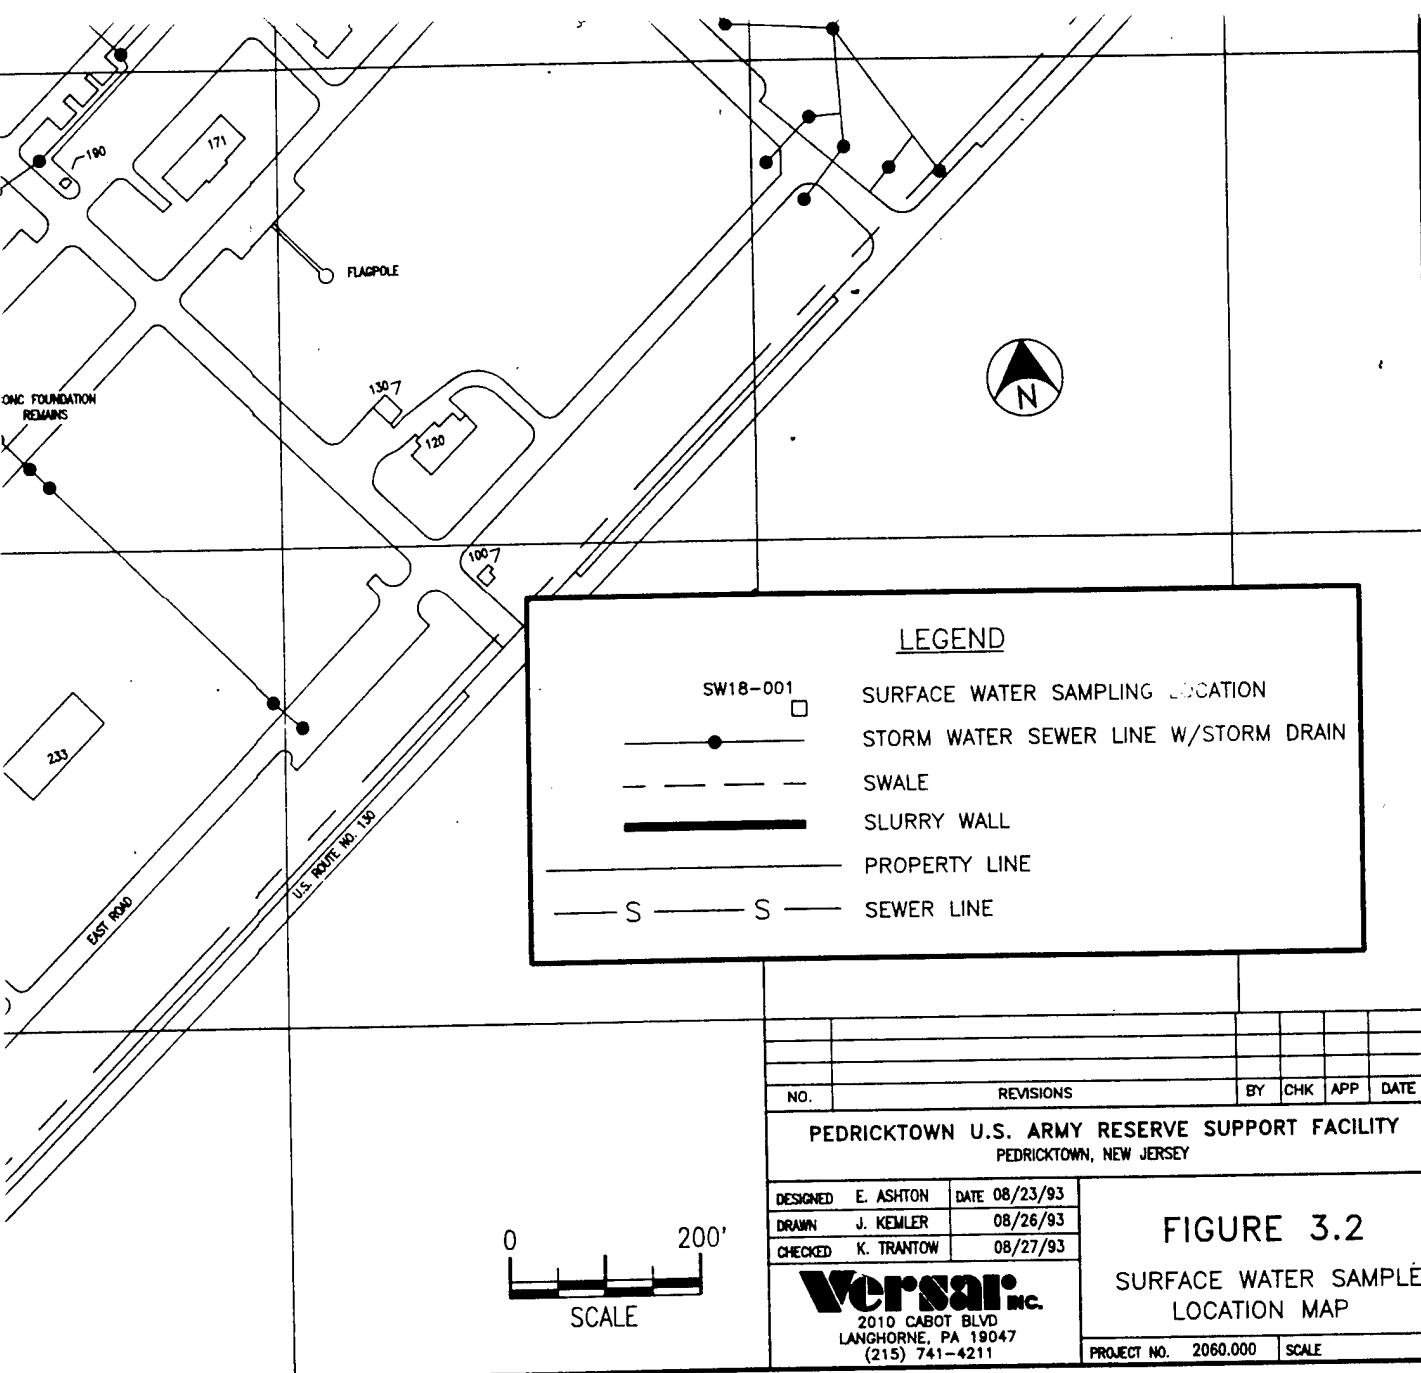 190
171
FLAGPOLE
130
ONC FOUNDATION
REMAINS
120
100
233
U.S. ROUTE NO. 130
EAST ROAD
N
LEGEND
SW18-001
SURFACE WATER SAMPLING LOCATION
STORM WATER SEWER LINE W/STORM DRAIN
SWALE
SLURRY WALL
PROPERTY LINE
S S SEWER LINE
NO. REVISIONS BY CHK APP DATE
PEDRICKTOWN U.S. ARMY RESERVE SUPPORT FACILITY
PEDRICKTOWN, NEW JERSEY
DESIGNED E. ASHTON DATE 08/23/93
DRAWN J. KEMLER 08/26/93
CHECKED K. TRANTOW 08/27/93
FIGURE 3.2
SURFACE WATER SAMPLE
LOCATION MAP
0 200'
SCALE
Versar INC.
2010 CABOT BLVD
LANGHORNE, PA 19047
(215) 741-4211
PROJECT NO. 2060.000 SCALE